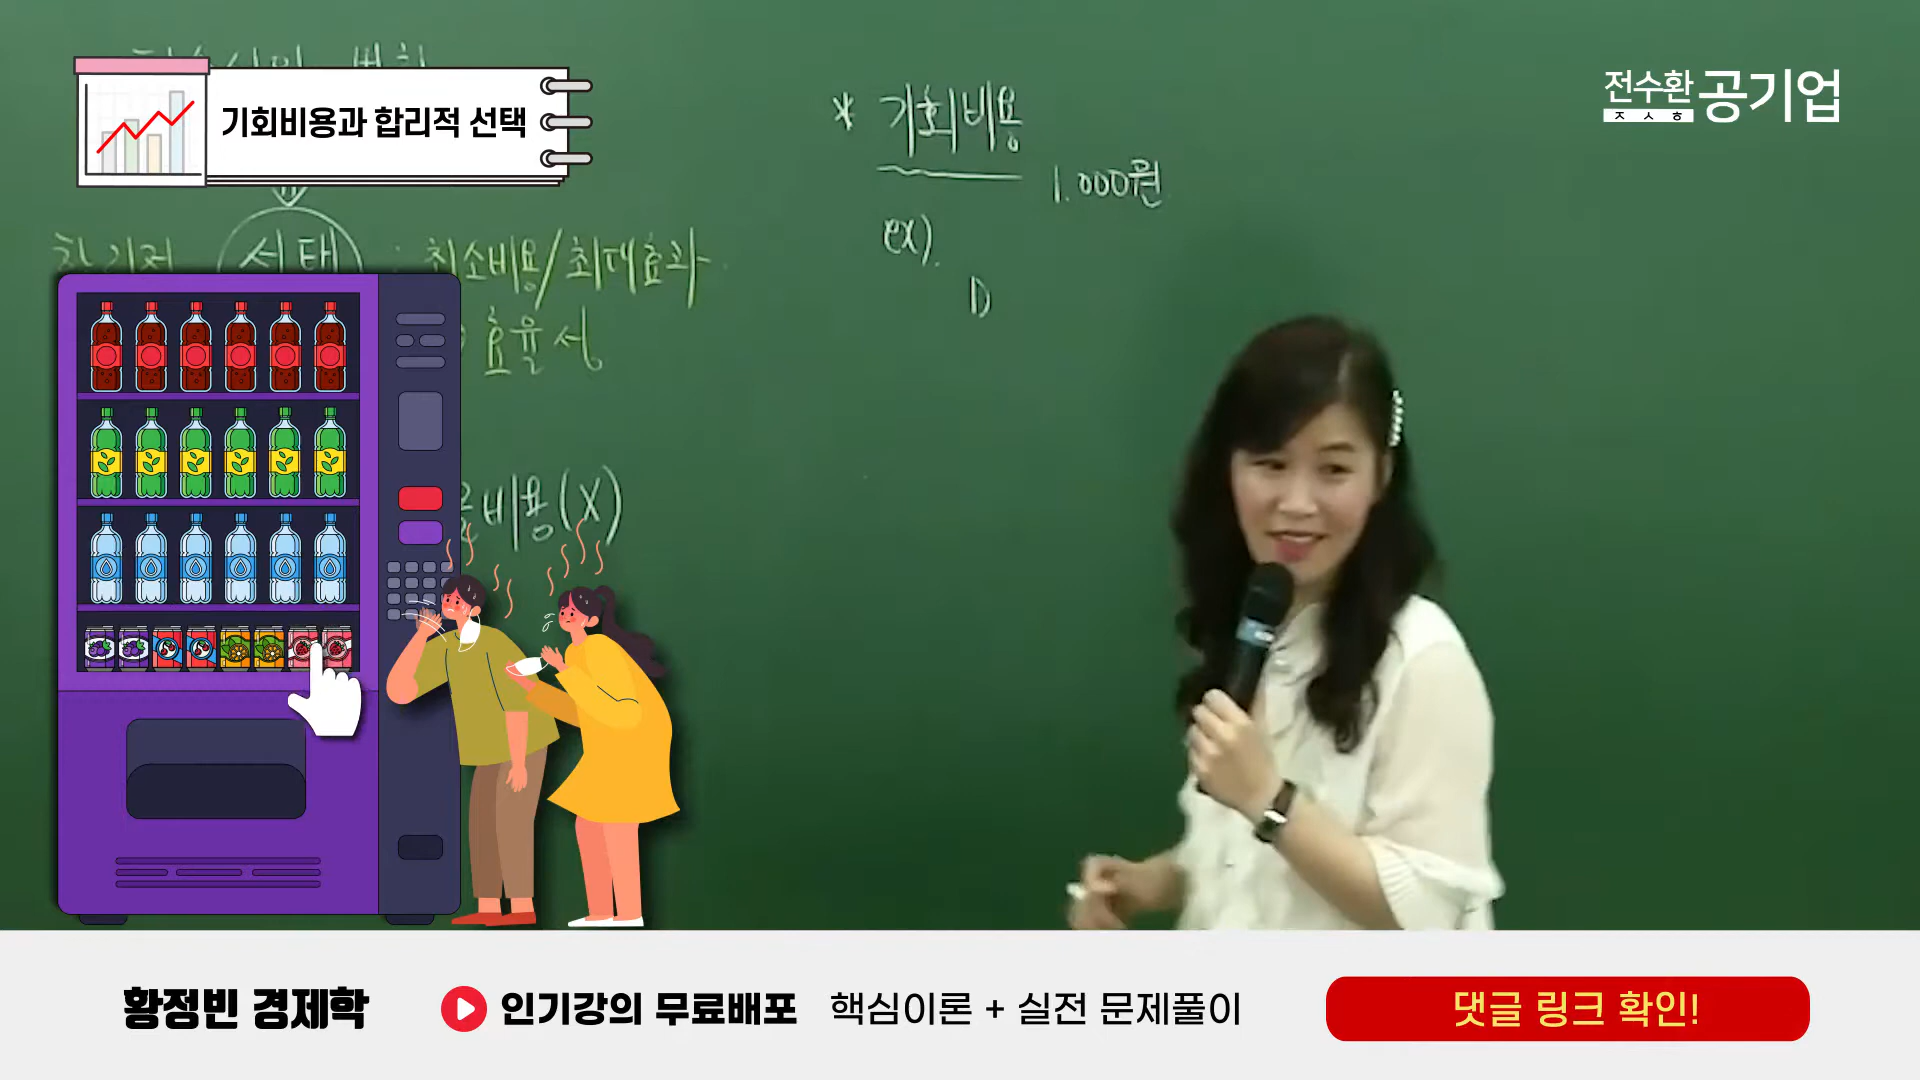 기회비용과 합리적 선택
전수환
ㅈ ㅅ ㅎ
공기업
* 기회비용
1.000원
ex).
D
선택 : 최소비용/최대효과
효율성
비용(X)
황정빈 경제학
인기강의 무료배포
핵심이론 + 실전 문제풀이
댓글 링크 확인!